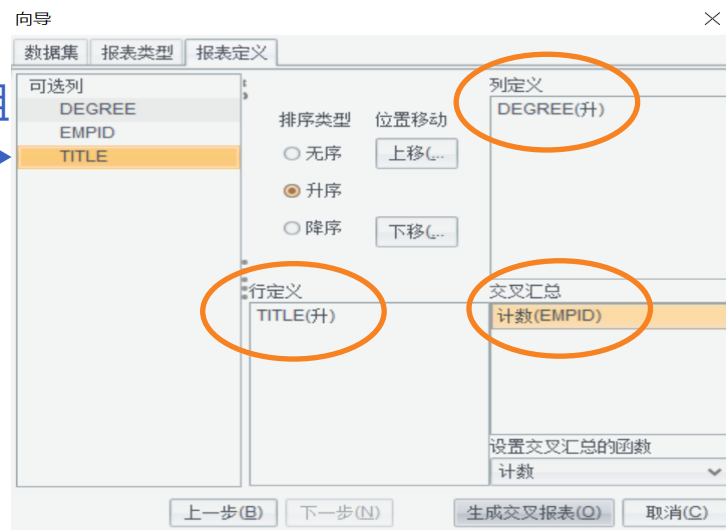 向导
数据集 报表类型 报表定义
可选列
DEGREE
EMPID
TITLE
排序类型
无序
升序
降序
位置移动
上移(...
下移(...
列定义
DEGREE(升)
行定义
TITLE(升)
交叉汇总
计数(EMPID)
设置交叉汇总的函数
计数
上一步(B) 下一步(N) 生成交叉报表(O) 取消(C)